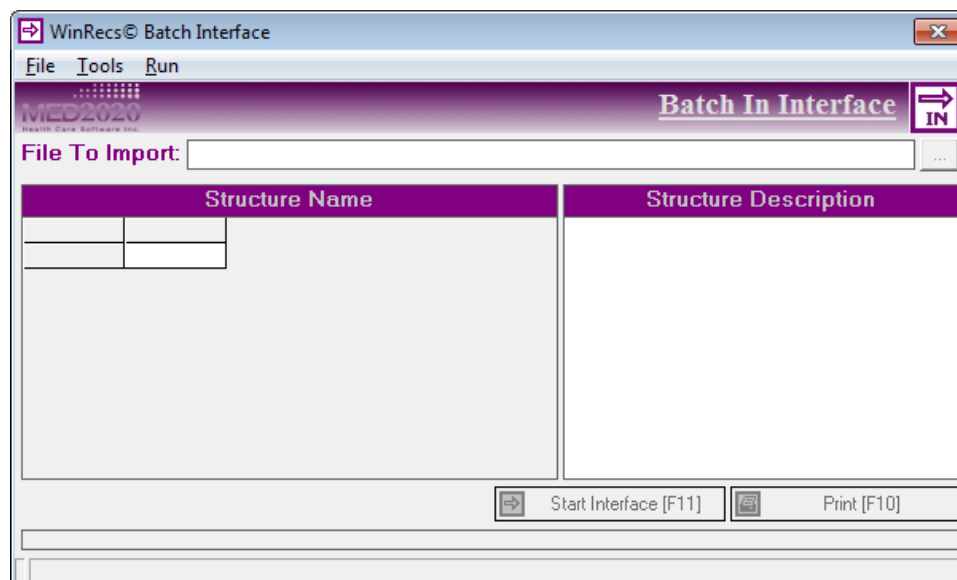 WinRecs© Batch Interface
File Tools Run
MED2020
Health Care Software Inc.
Batch In Interface
IN
File To Import:
...
Structure Name
Structure Description
Start Interface [F11]
Print [F10]